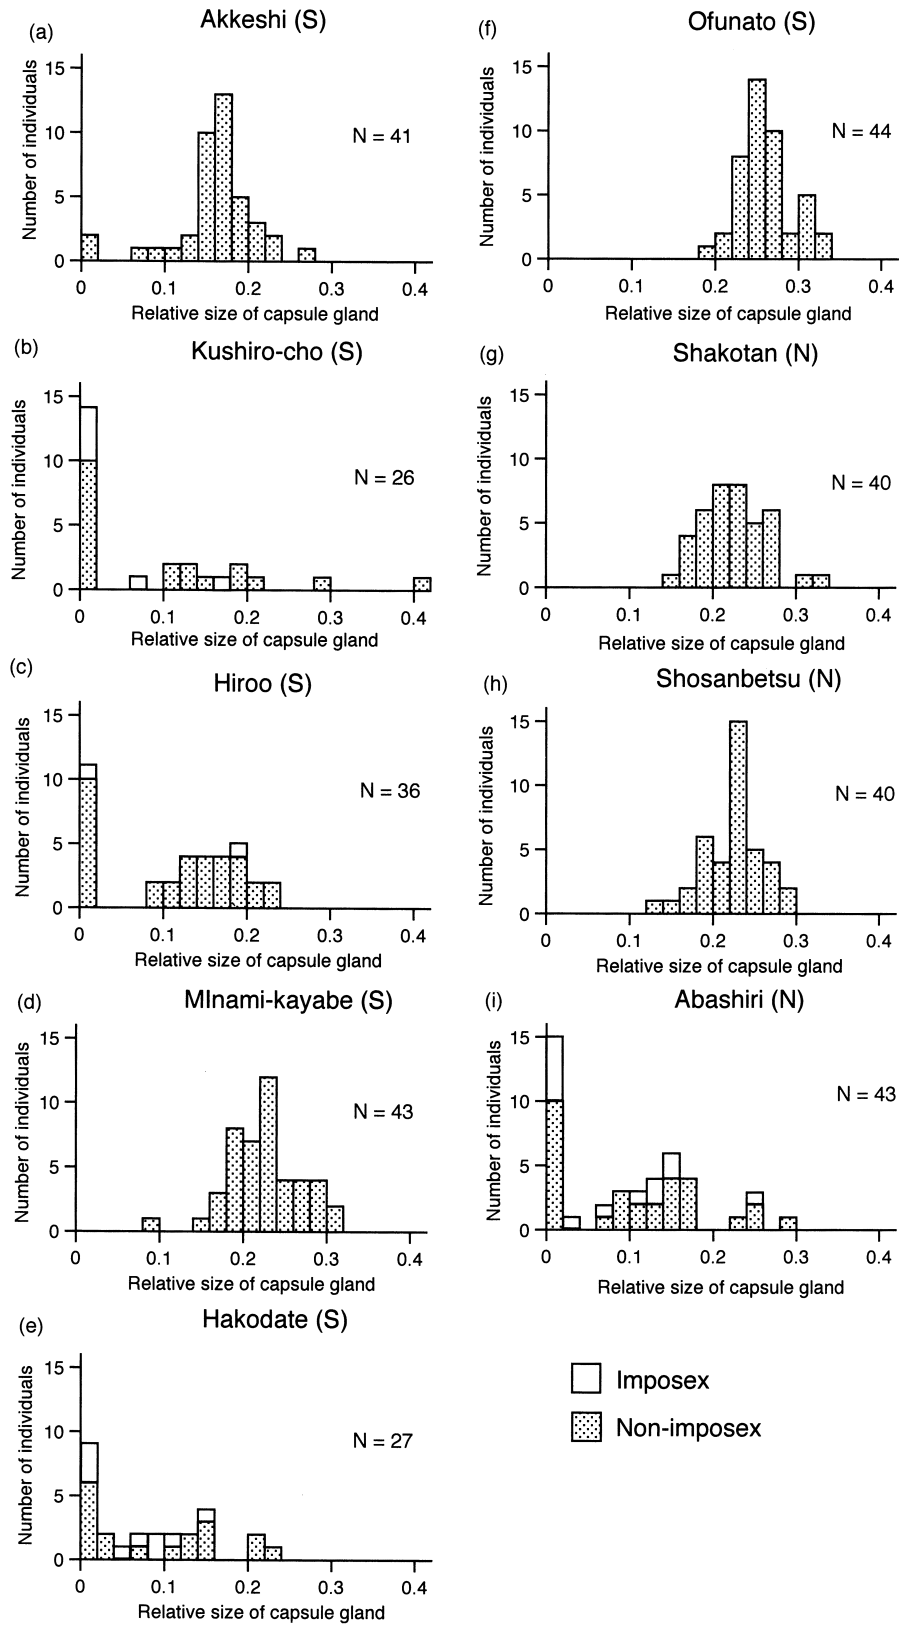 (a)
Akkeshi (S)
Number of individuals
15
10
5
0
N = 41
0 0.1 0.2 0.3 0.4
Relative size of capsule gland
(b)
Kushiro-cho (S)
Number of individuals
15
10
5
0
N = 26
0 0.1 0.2 0.3 0.4
Relative size of capsule gland
(c)
Hiroo (S)
Number of individuals
15
10
5
0
N = 36
0 0.1 0.2 0.3 0.4
Relative size of capsule gland
(d)
MInami-kayabe (S)
Number of individuals
15
10
5
0
N = 43
0 0.1 0.2 0.3 0.4
Relative size of capsule gland
(e)
Hakodate (S)
Number of individuals
15
10
5
0
N = 27
0 0.1 0.2 0.3 0.4
Relative size of capsule gland
(f)
Ofunato (S)
Number of individuals
15
10
5
0
N = 44
0 0.1 0.2 0.3 0.4
Relative size of capsule gland
(g)
Shakotan (N)
Number of individuals
15
10
5
0
N = 40
0 0.1 0.2 0.3 0.4
Relative size of capsule gland
(h)
Shosanbetsu (N)
Number of individuals
15
10
5
0
N = 40
0 0.1 0.2 0.3 0.4
Relative size of capsule gland
(i)
Abashiri (N)
Number of individuals
15
10
5
0
N = 43
0 0.1 0.2 0.3 0.4
Relative size of capsule gland
Imposex
Non-imposex